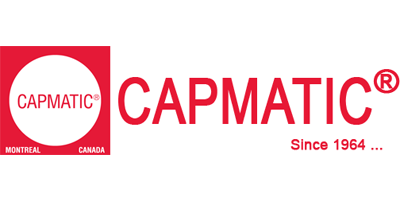 CAPMATIC®
MONTREAL CANADA
CAPMATIC®
Since 1964 ...